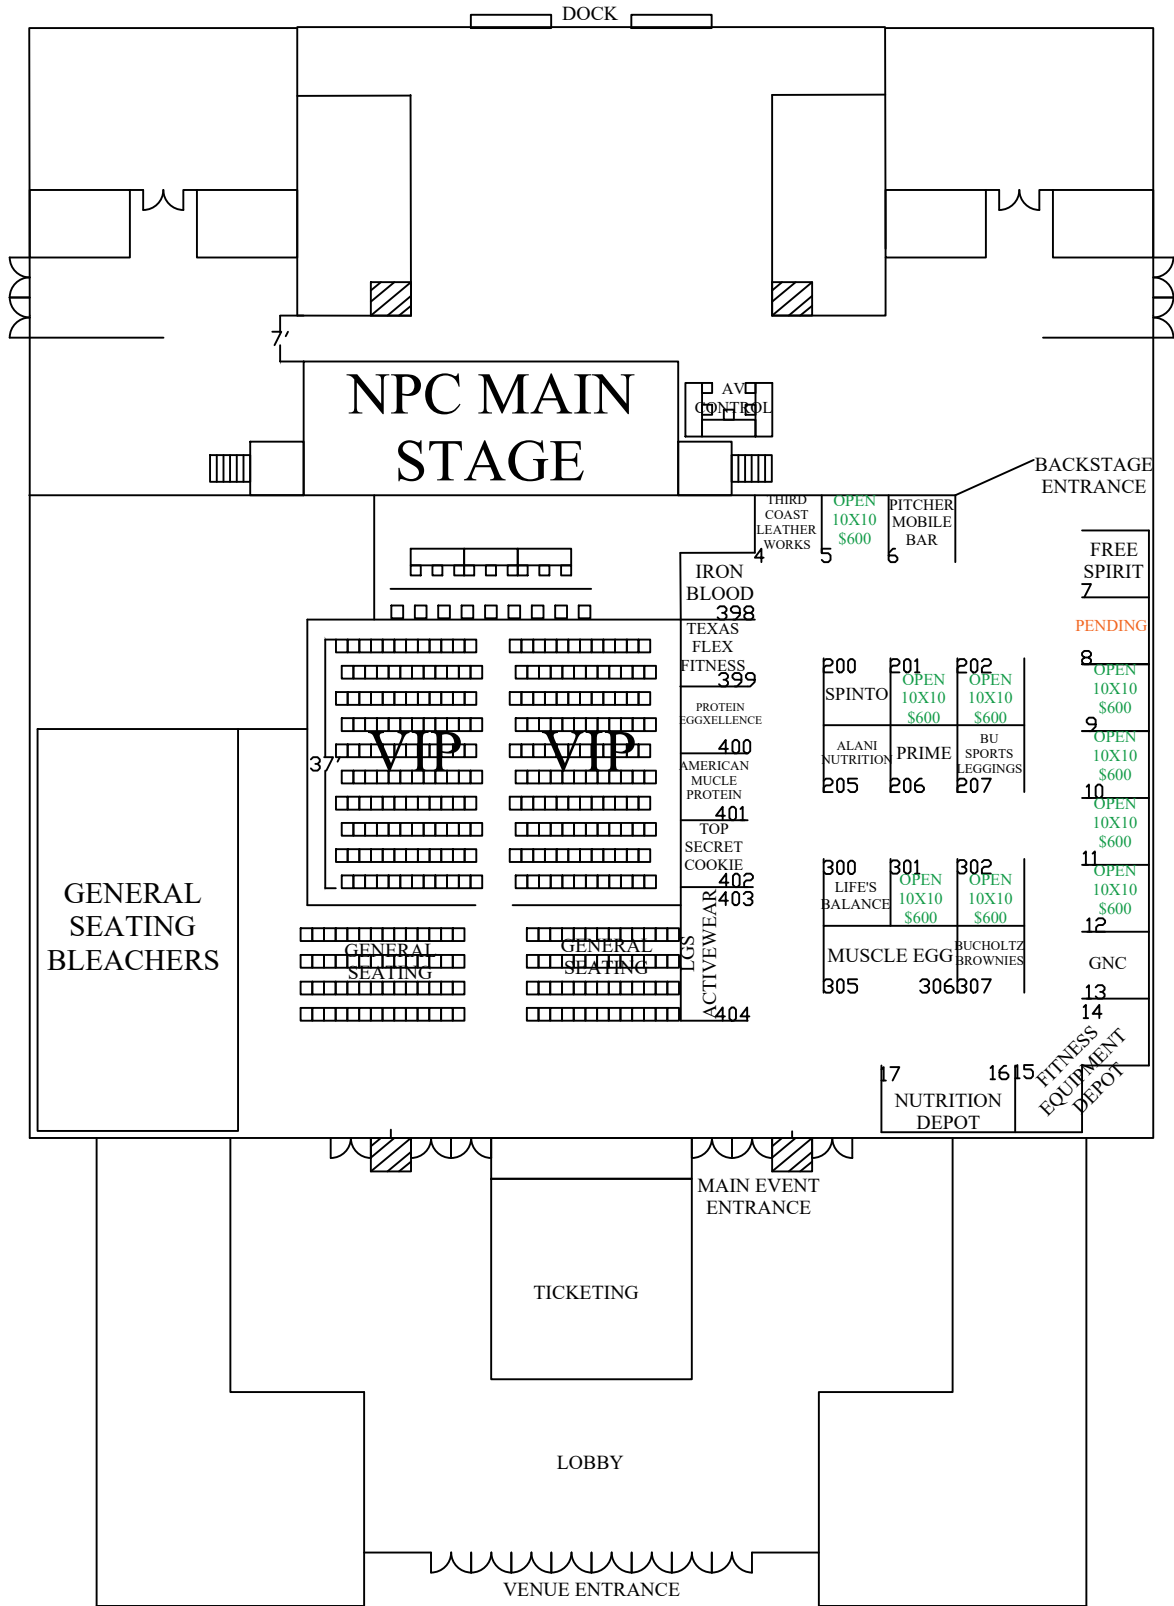 DOCK
7'
NPC MAIN
STAGE
AV
CONTROL
BACKSTAGE
ENTRANCE
THIRD
COAST
LEATHER
WORKS
4
OPEN
10X10
$600
5
PITCHER
MOBILE
BAR
6
FREE
SPIRIT
7
PENDING
8
OPEN
10X10
$600
9
OPEN
10X10
$600
10
OPEN
10X10
$600
11
OPEN
10X10
$600
12
GNC
13
14
FITNESS
EQUIPMENT
DEPOT
15
16
17
NUTRITION
DEPOT
IRON
BLOOD
398
TEXAS
FLEX
FITNESS
399
PROTEIN
EGGXELLENCE
400
AMERICAN
MUCLE
PROTEIN
401
TOP
SECRET
COOKIE
402
403
LGS
ACTIVEWEAR
404
200
SPINTO
201
OPEN
10X10
$600
202
OPEN
10X10
$600
ALANI
NUTRITION
205
PRIME
206
BU
SPORTS
LEGGINGS
207
300
LIFE'S
BALANCE
301
OPEN
10X10
$600
302
OPEN
10X10
$600
MUSCLE EGG
305
306
BUCHOLTZ
BROWNIES
307
VIP
VIP
37'
GENERAL
SEATING
GENERAL
SEATING
GENERAL
SEATING
BLEACHERS
MAIN EVENT
ENTRANCE
TICKETING
LOBBY
VENUE ENTRANCE